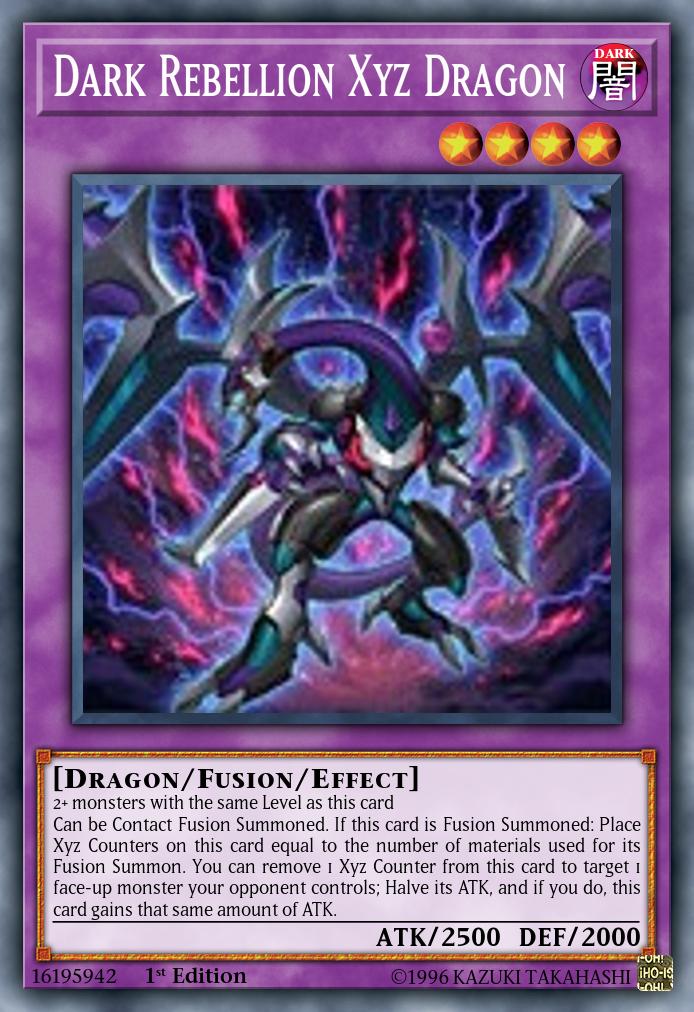 DARK REBELLION XYZ DRAGON
DARK
闇
[DRAGON/FUSION/EFFECT]
2+ monsters with the same Level as this card
Can be Contact Fusion Summoned. If this card is Fusion Summoned: Place
Xyz Counters on this card equal to the number of materials used for its
Fusion Summon. You can remove 1 Xyz Counter from this card to target 1
face-up monster your opponent controls; Halve its ATK, and if you do, this
card gains that same amount of ATK.
ATK/2500 DEF/2000
16195942 1st Edition ©1996 KAZUKI TAKAHASHI